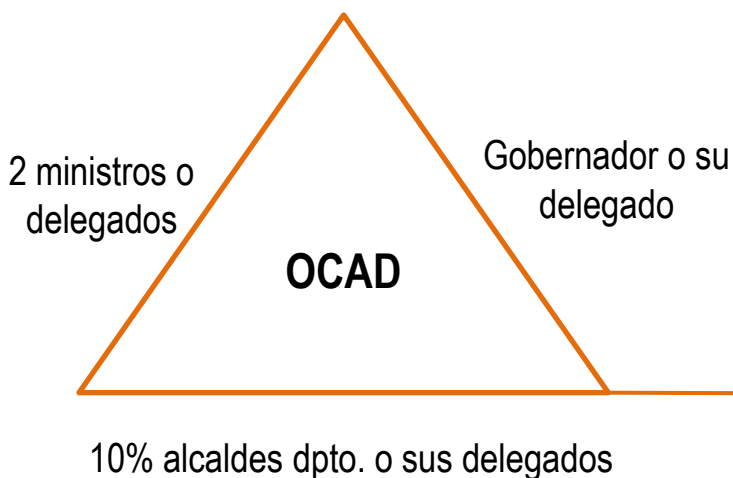 2 ministros o
delegados
Gobernador o su
delegado
OCAD
10% alcaldes dpto. o sus delegados